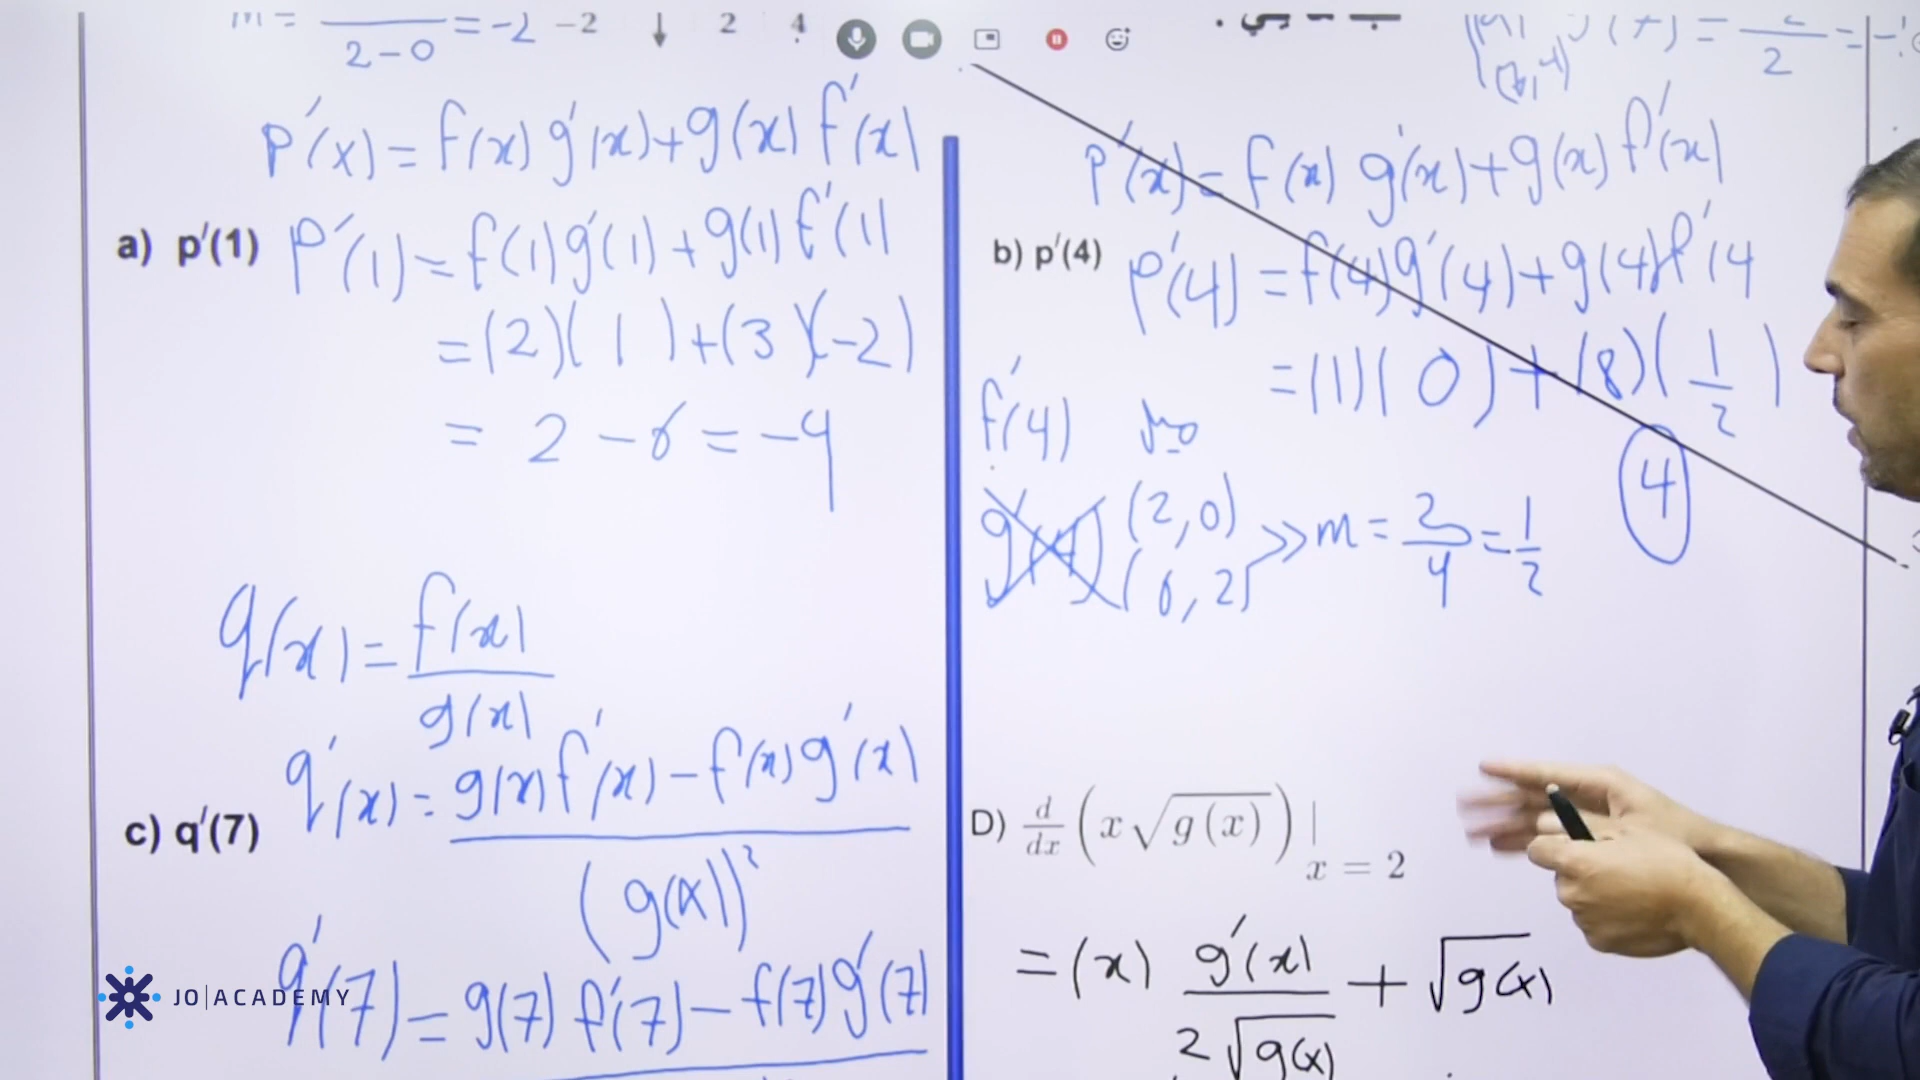 m = ―― = -2
2-0
-2 2 4
p'(x) = f(x) g'(x) + g(x) f'(x)
a) p'(1)
p'(1) = f(1) g'(1) + g(1) f'(1)
= (2)( 1 ) + (3)(-2)
= 2 - 6 = -4
q(x) = f(x)/g(x)
c) q'(7)
q'(x) = g(x) f'(x) - f(x) g'(x)
(g(x))²
q'(7) = g(7) f'(7) - f(7) g'(7)
JO|ACADEMY
p'(x) = f(x) g'(x) + g(x) f'(x)
b) p'(4)
p'(4) = f(4) g'(4) + g(4) f'(4
= (1)( 0 ) + (8)( 1/2 )
4
f'(4)
(2, 0)
(6, 2)
>> m = 2/4 = 1/2
D) d/dx (x√g(x)) | x = 2
= (x) g'(x)/2√g(x) + √g(x)